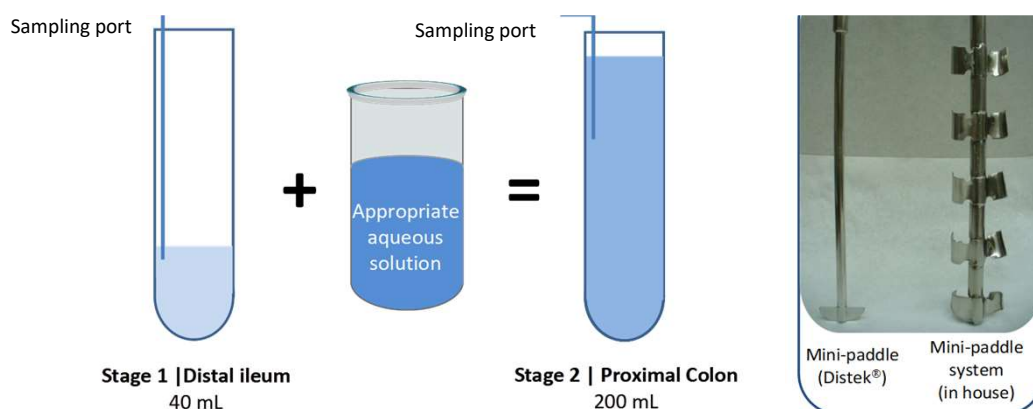 Sampling port
Sampling port
+
Appropriate
aqueous
solution
=
Stage 1 |Distal ileum
40 mL
Stage 2 | Proximal Colon
200 mL
Mini-paddle
(Distek®)
Mini-paddle
system
(in house)